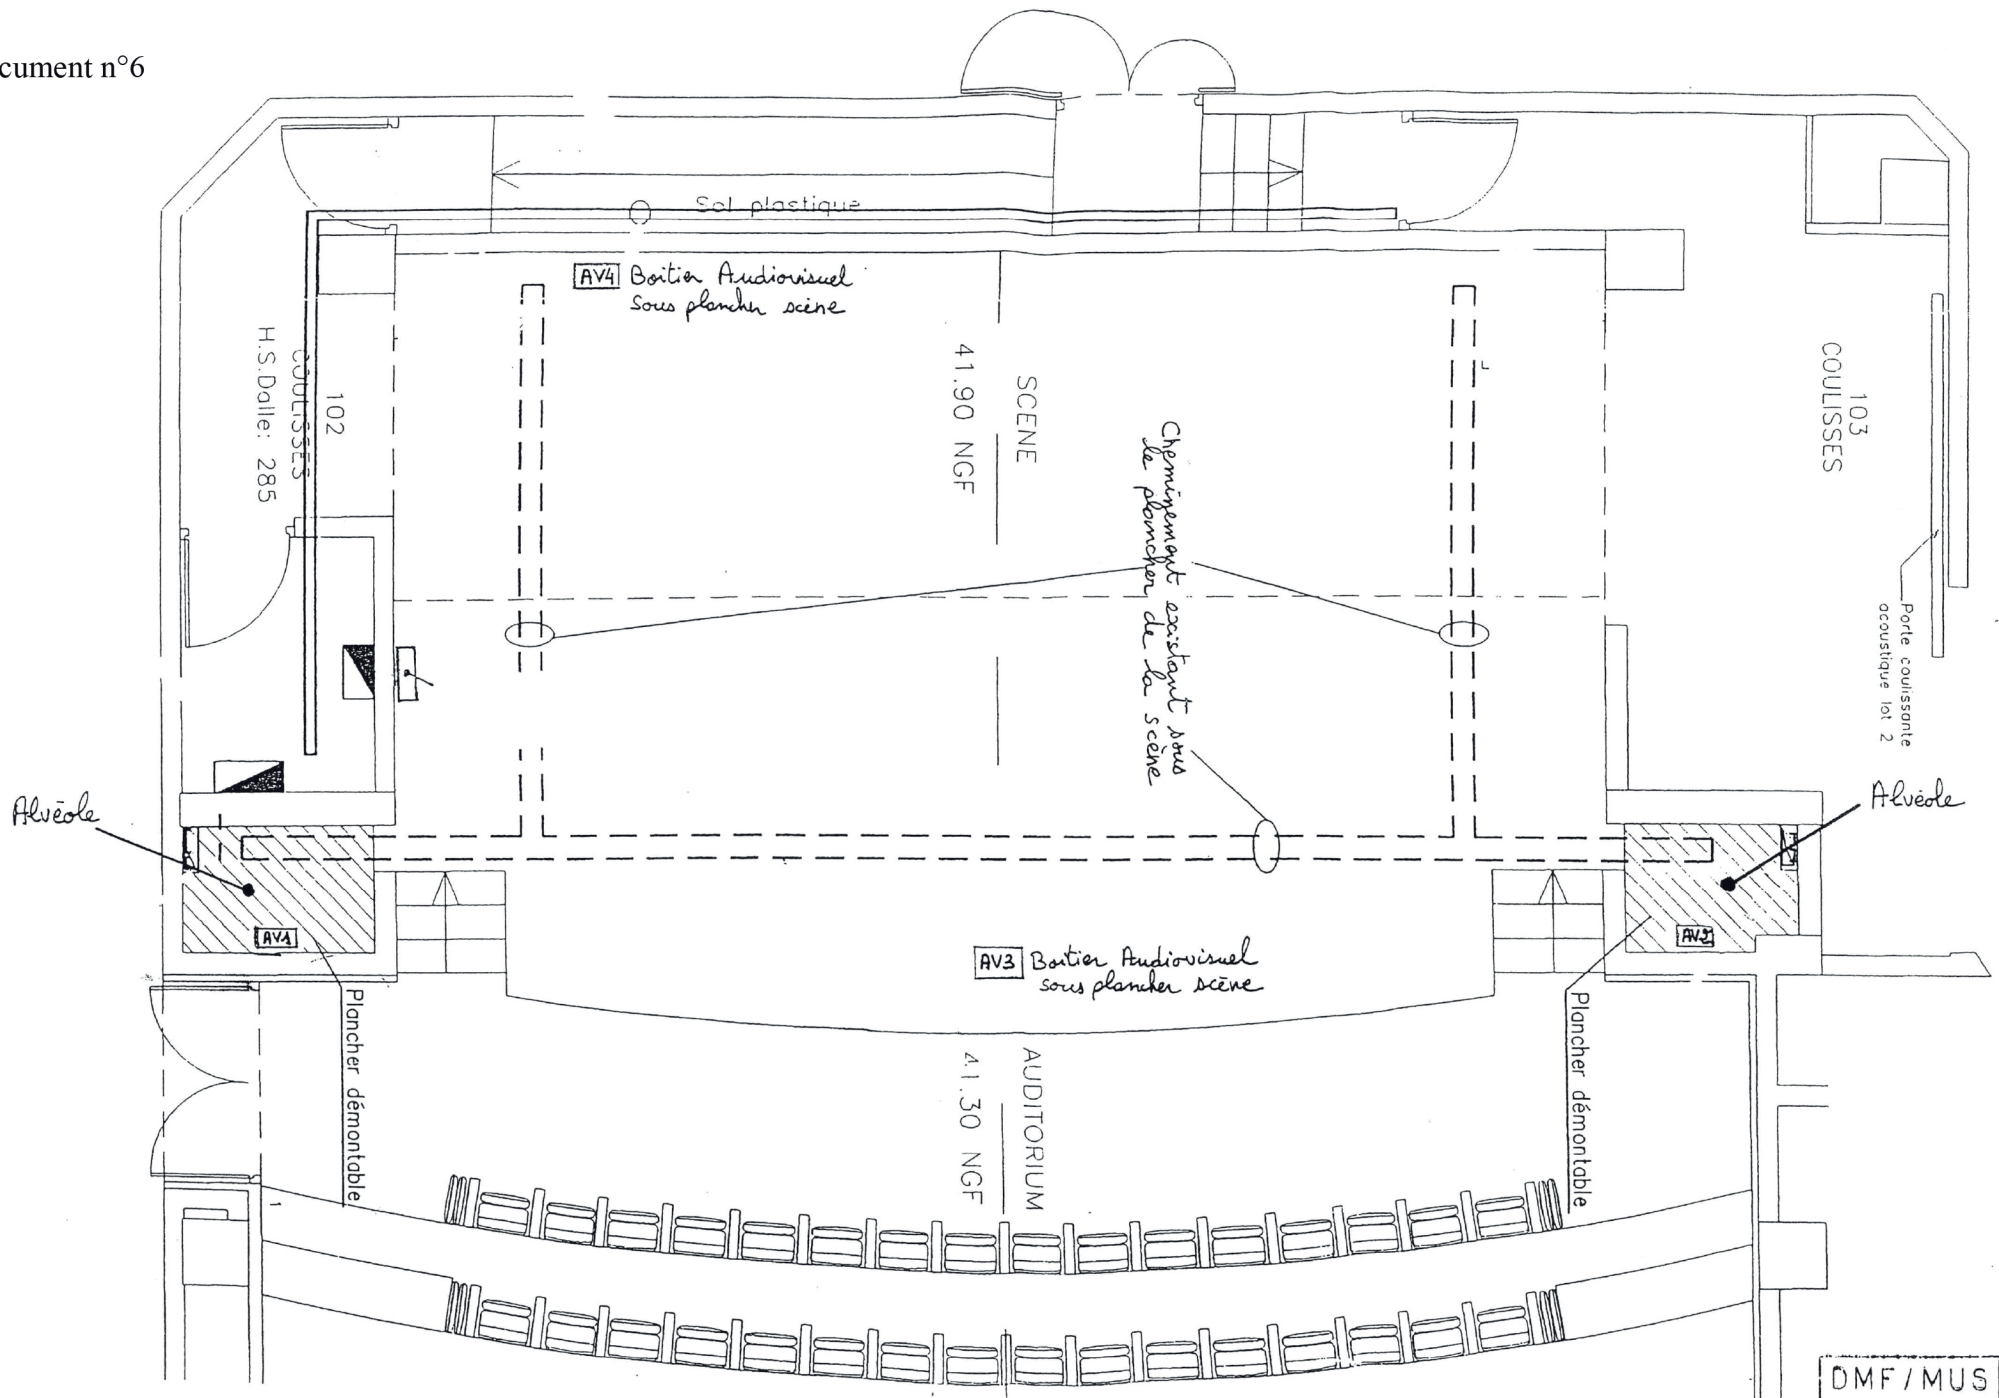 cument n°6
Sol plastique
AV4 Boitier Audiovisuel
sous plancher scène
102
COULISSES
H.S.Dalle: 285
SCENE
41.90 NGF
Cheminement existant sous
le plancher de la scène
103
COULISSES
Porte coulissante
acoustique lot 2
Alvéole
Alvéole
AV1
AV2
AV3 Boitier Audiovisuel
sous plancher scène
Plancher démontable
Plancher démontable
AUDITORIUM
41.30 NGF
1
DMF/MUS